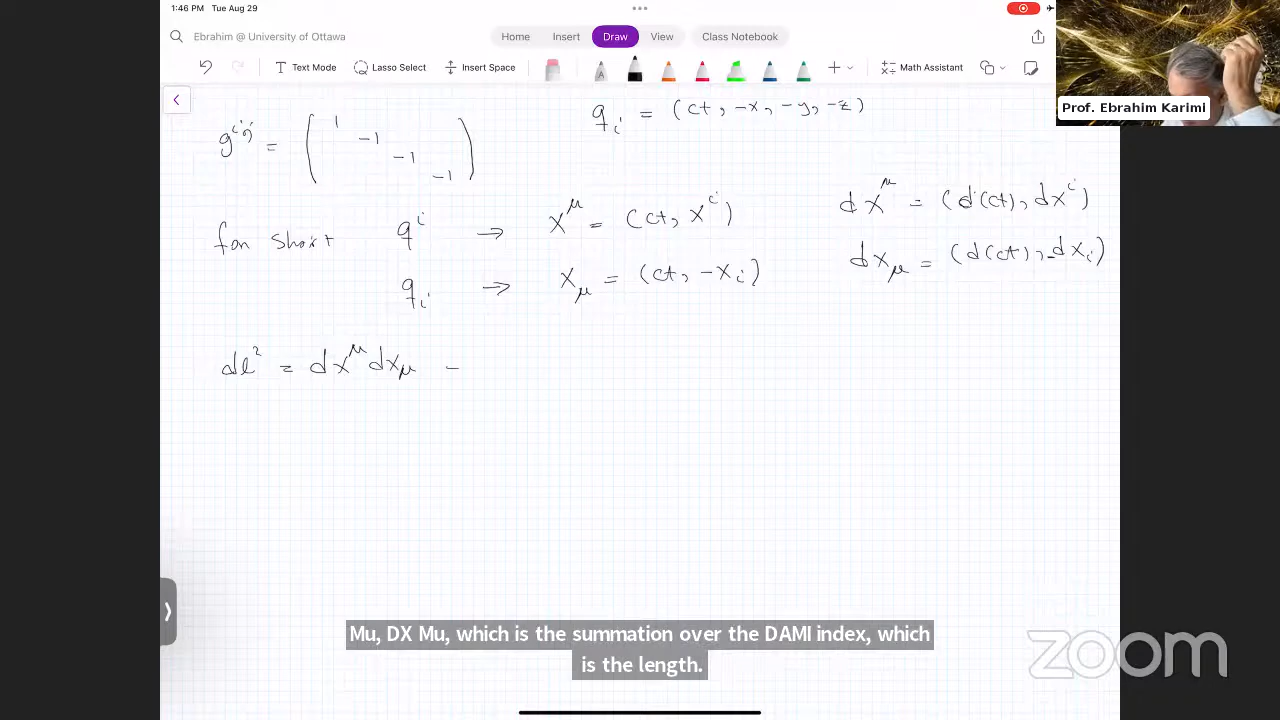 1:46 PM Tue Aug 29
Ebrahim @ University of Ottawa
Home Insert Draw View Class Notebook
Text Mode Lasso Select Insert Space Math Assistant
Prof. Ebrahim Karimi
q_i = (ct, -x, -y, -z)
g^{ij} = ( 1 -1 -1 -1 )
for short q^i → x^μ = (ct, x^i) dx^μ = (d(ct), dx^i)
q_i → x_μ = (ct, -x_i) dx_μ = (d(ct), -dx_i)
dl² = dx^μ dx_μ =
Mu, DX Mu, which is the summation over the DAMI index, which
is the length.
zoom